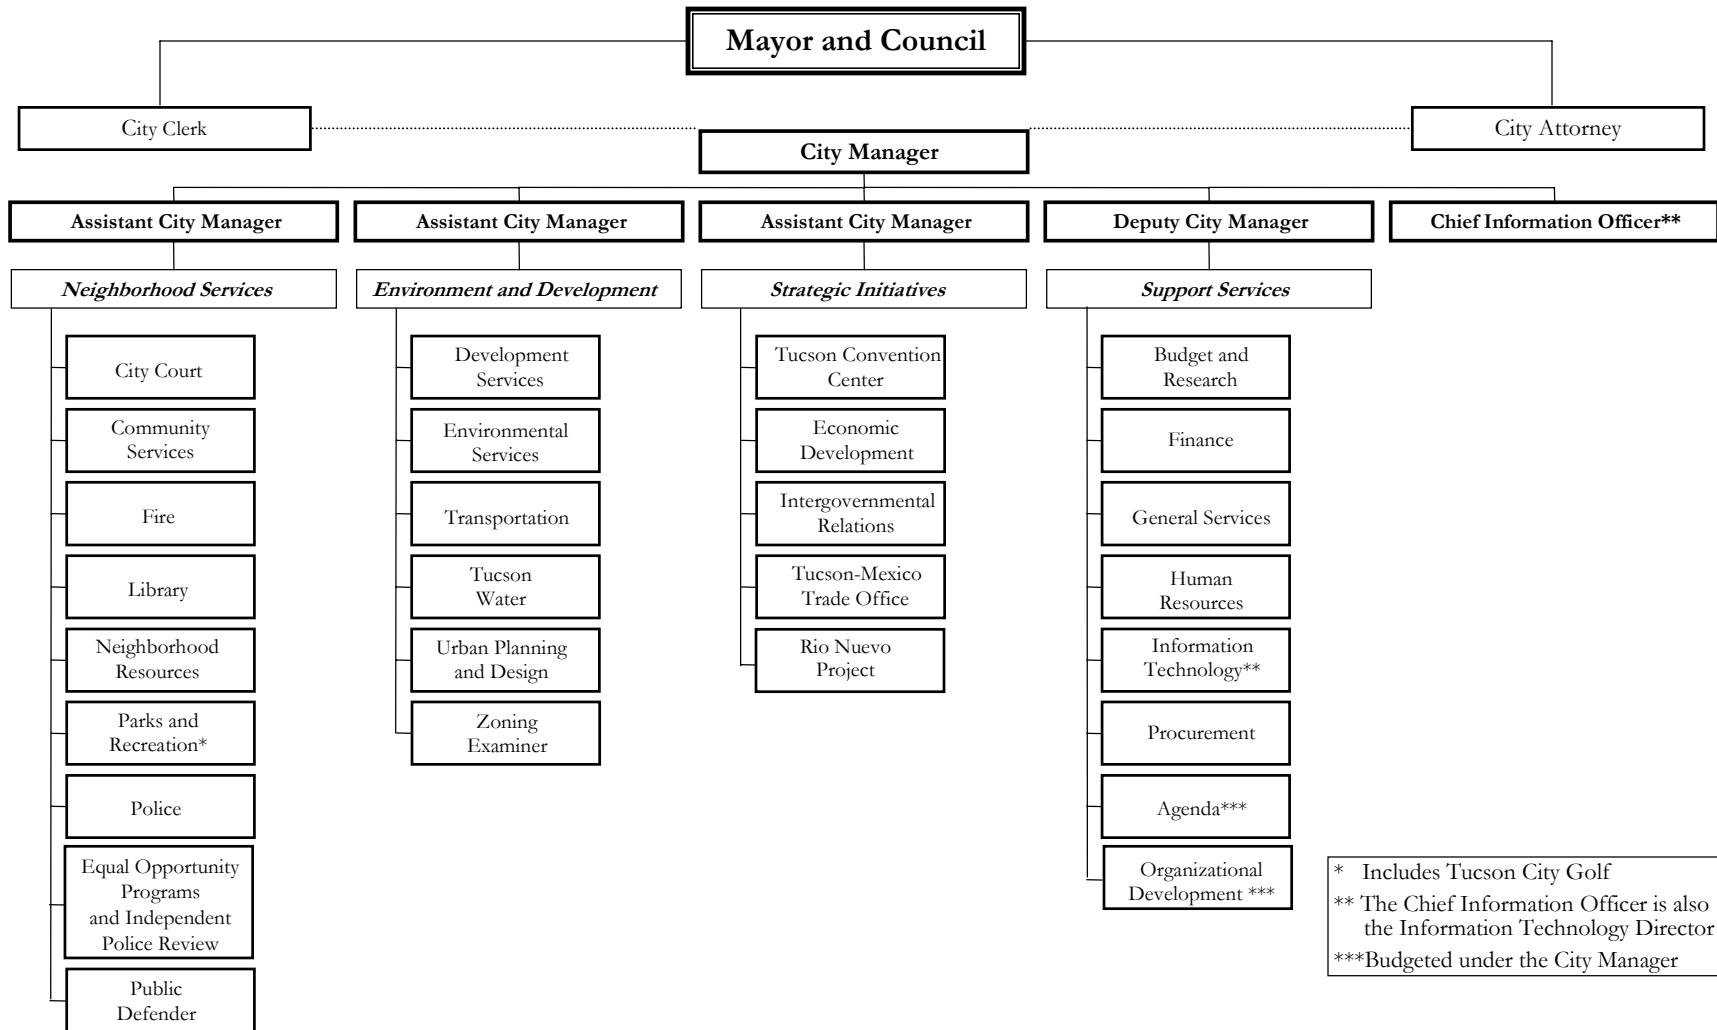 Mayor and Council
City Clerk
City Attorney
City Manager
Assistant City Manager
Assistant City Manager
Assistant City Manager
Deputy City Manager
Chief Information Officer**
Neighborhood Services
Environment and Development
Strategic Initiatives
Support Services
City Court
Community
Services
Fire
Library
Neighborhood
Resources
Parks and
Recreation*
Police
Equal Opportunity
Programs
and Independent
Police Review
Public
Defender
Development
Services
Environmental
Services
Transportation
Tucson
Water
Urban Planning
and Design
Zoning
Examiner
Tucson Convention
Center
Economic
Development
Intergovernmental
Relations
Tucson-Mexico
Trade Office
Rio Nuevo
Project
Budget and
Research
Finance
General Services
Human
Resources
Information
Technology**
Procurement
Agenda***
Organizational
Development ***
* Includes Tucson City Golf
** The Chief Information Officer is also
the Information Technology Director
***Budgeted under the City Manager